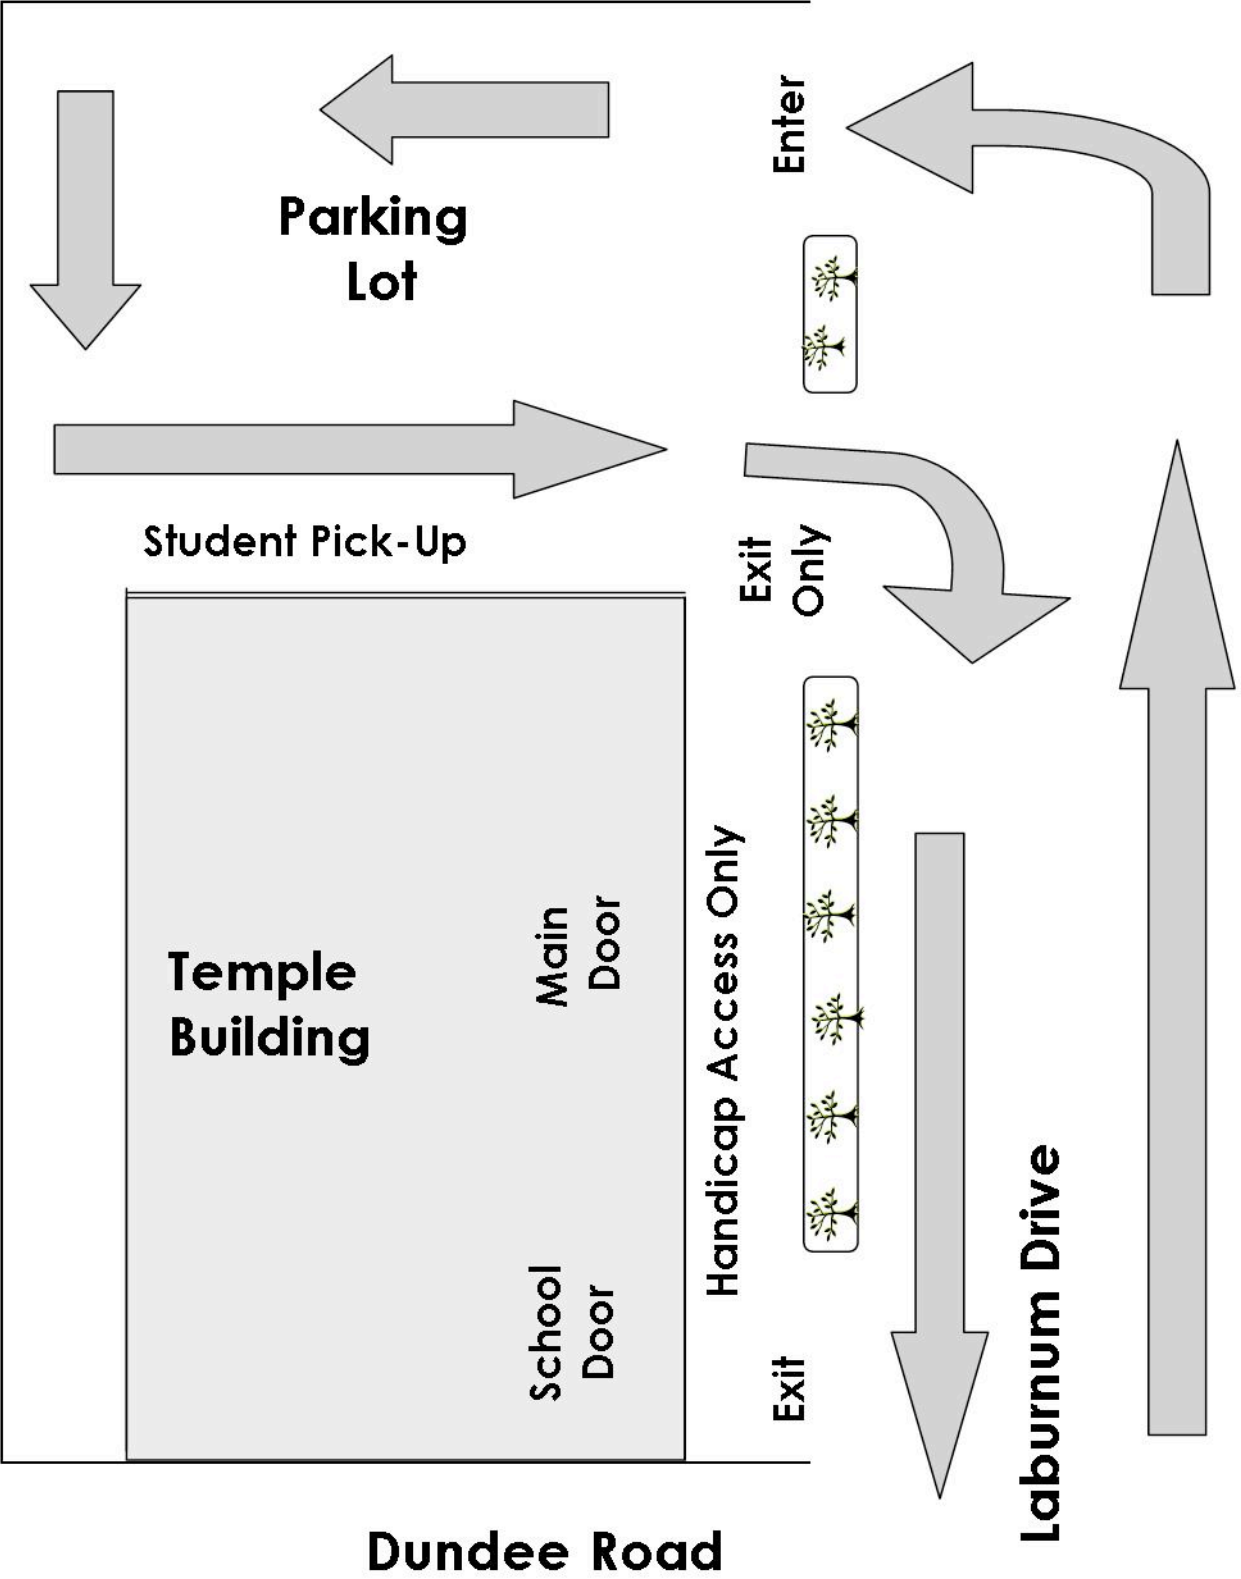 Enter
Parking
Lot
Student Pick-Up
Exit
Only
Temple
Building
Main
Door
Handicap Access Only
School
Door
Exit
Laburnum Drive
Dundee Road